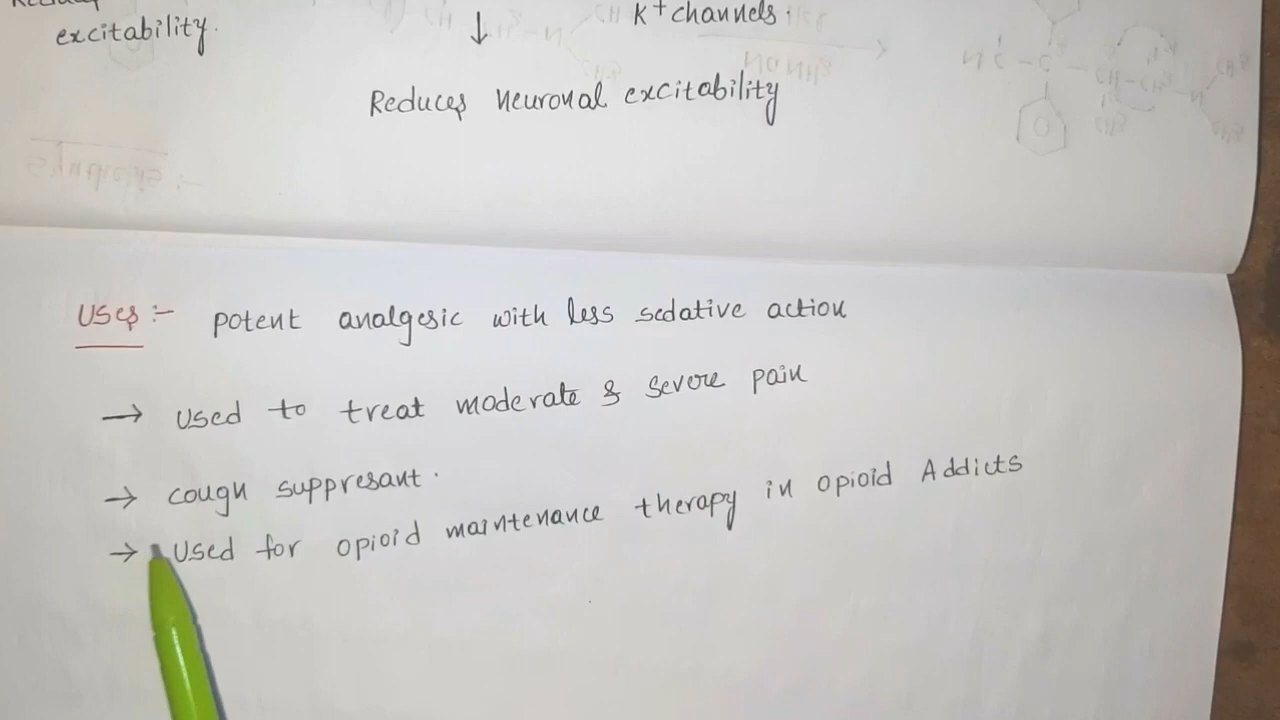 excitability.
K+ channels.
↓
Reduces neuronal excitability
Uses :- potent analgesic with less sedative action
→ Used to treat moderate & severe pain
→ cough suppresant.
→ Used for opioid maintenance therapy in opioid Addicts